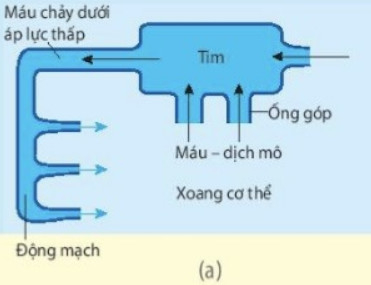 Máu chảy dưới
áp lực thấp
Tim
Ống góp
Máu – dịch mô
Xoang cơ thể
Động mạch
(a)